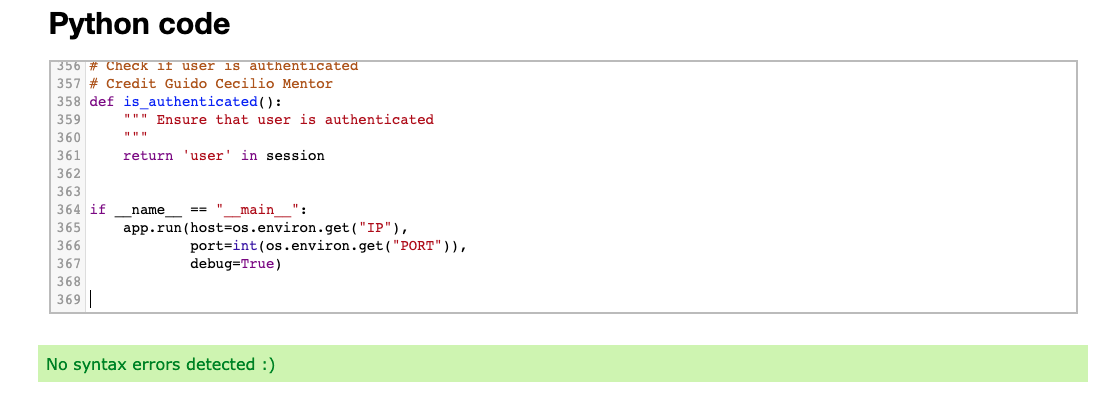 Python code
356 # Check if user is authenticated
357 # Credit Guido Cecilio Mentor
358 def is_authenticated():
359     """ Ensure that user is authenticated
360     """
361     return 'user' in session
362
363
364 if __name__ == "__main__":
365     app.run(host=os.environ.get("IP"),
366             port=int(os.environ.get("PORT")),
367             debug=True)
368
369
No syntax errors detected :)